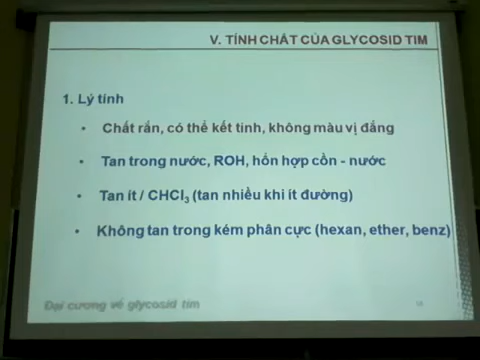 V. TÍNH CHẤT CỦA GLYCOSID TIM
1. Lý tính
• Chất rắn, có thể kết tinh, không màu vị đắng
• Tan trong nước, ROH, hỗn hợp cồn - nước
• Tan ít / CHCl₃ (tan nhiều khi ít đường)
• Không tan trong kém phân cực (hexan, ether, benz)
Đại cương về glycosid tim